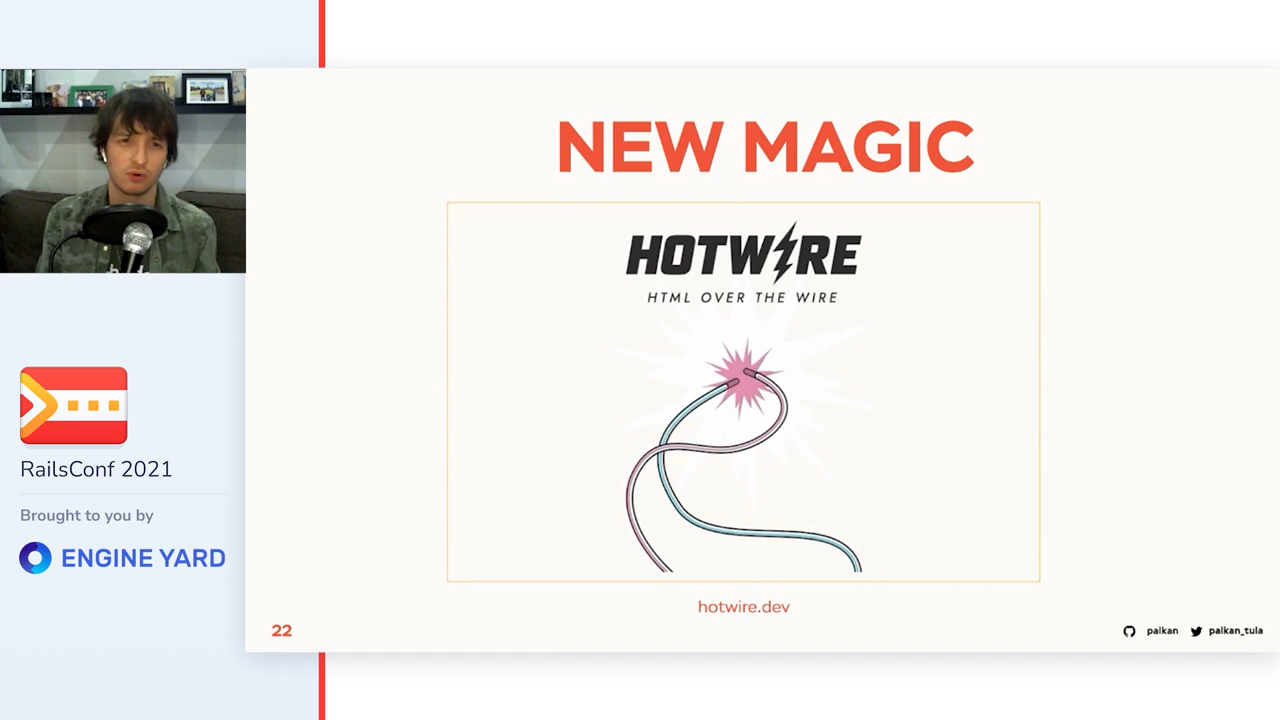 NEW MAGIC
HOTWIRE
HTML OVER THE WIRE
hotwire.dev
22
palkan
palkan_tula
RailsConf 2021
Brought to you by
ENGINE YARD